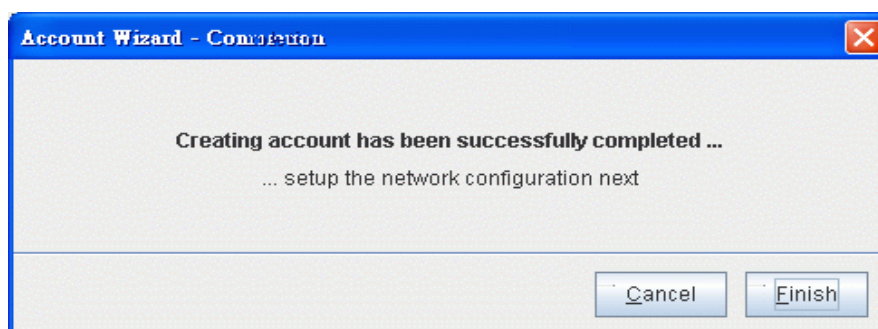 Account Wizard -
Creating account has been successfully completed ...
... setup the network configuration next
Cancel
Finish